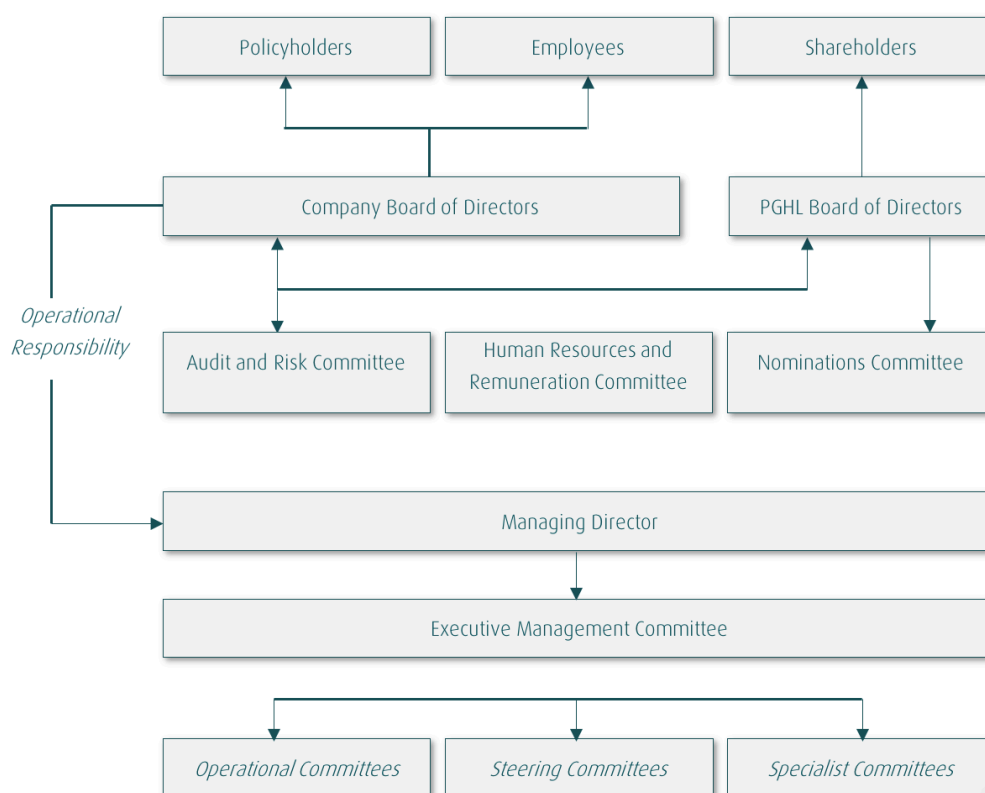 Policyholders
Employees
Shareholders
Company Board of Directors
PGHL Board of Directors
Operational
Responsibility
Audit and Risk Committee
Human Resources and
Remuneration Committee
Nominations Committee
Managing Director
Executive Management Committee
Operational Committees
Steering Committees
Specialist Committees